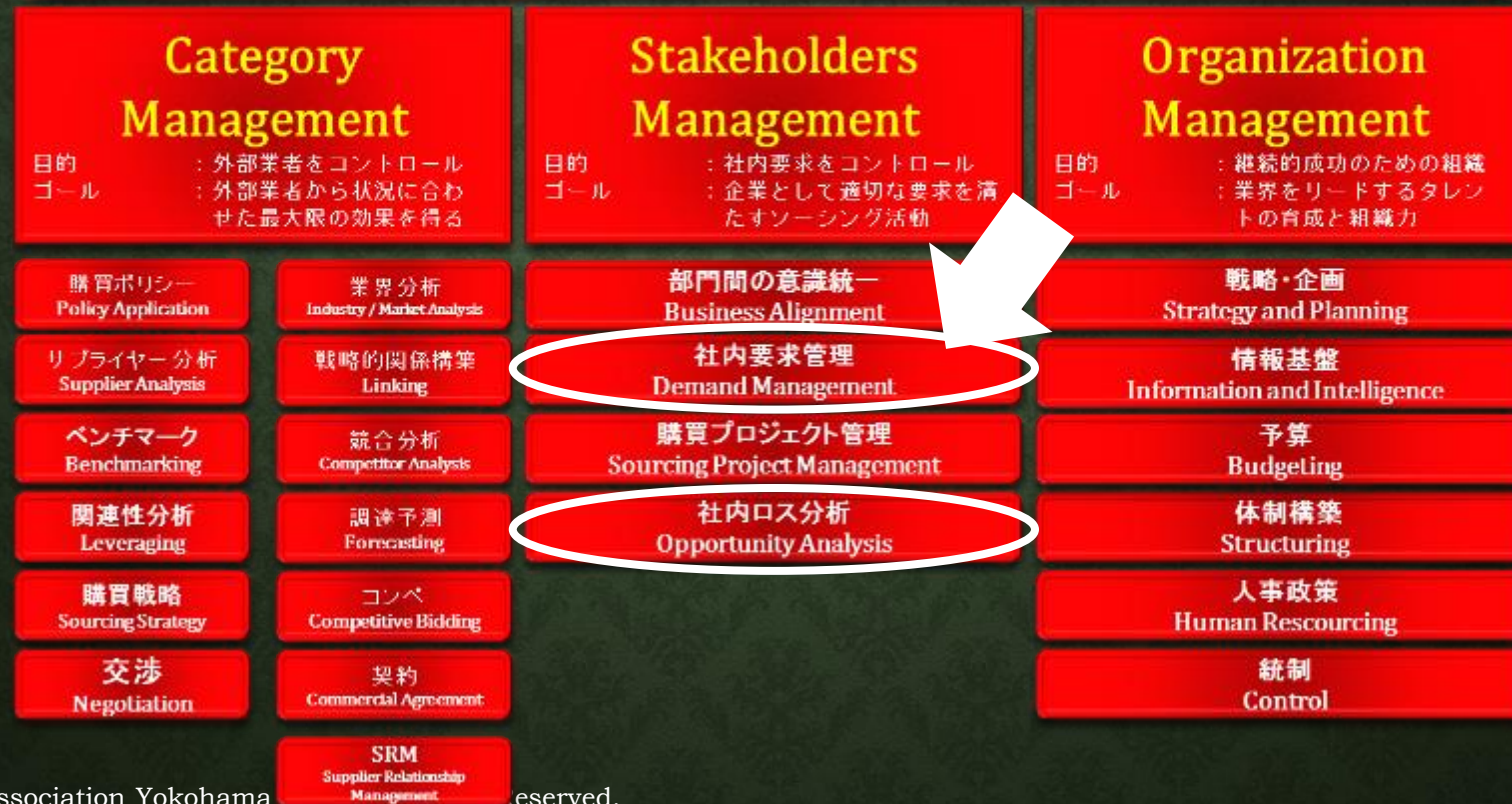 Category
Management
目的 : 外部業者をコントロール
ゴール : 外部業者から状況に合わ
せた最大限の効果を得る
Stakeholders
Management
目的 : 社内要求をコントロール
ゴール : 企業として適切な要求を満
たすソーシング活動
Organization
Management
目的 : 継続的成功のための組織
ゴール : 業界をリードするタレン
トの育成と組織力
購買ポリシー
Policy Application
サプライヤー分析
Supplier Analysis
ベンチマーク
Benchmarking
関連性分析
Leveraging
購買戦略
Sourcing Strategy
交渉
Negotiation
業界分析
Industry / Market Analysis
戦略的関係構築
Linking
競合分析
Competitor Analysis
調達予測
Forecasting
コンペ
Competitive Bidding
契約
Commercial Agreement
SRM
Supplier Relationship
Management
部門間の意識統一
Business Alignment
社内要求管理
Demand Management
購買プロジェクト管理
Sourcing Project Management
社内ロス分析
Opportunity Analysis
戦略・企画
Strategy and Planning
情報基盤
Information and Intelligence
予算
Budgeting
体制構築
Structuring
人事政策
Human Rescourcing
統制
Control
ssociation Yokohama eserved.